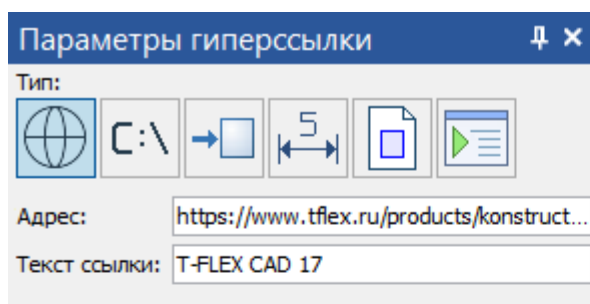 Параметры гиперссылки
Тип:
C:\
5
Адрес: https://www.tflex.ru/products/konstruct...
Текст ссылки: T-FLEX CAD 17